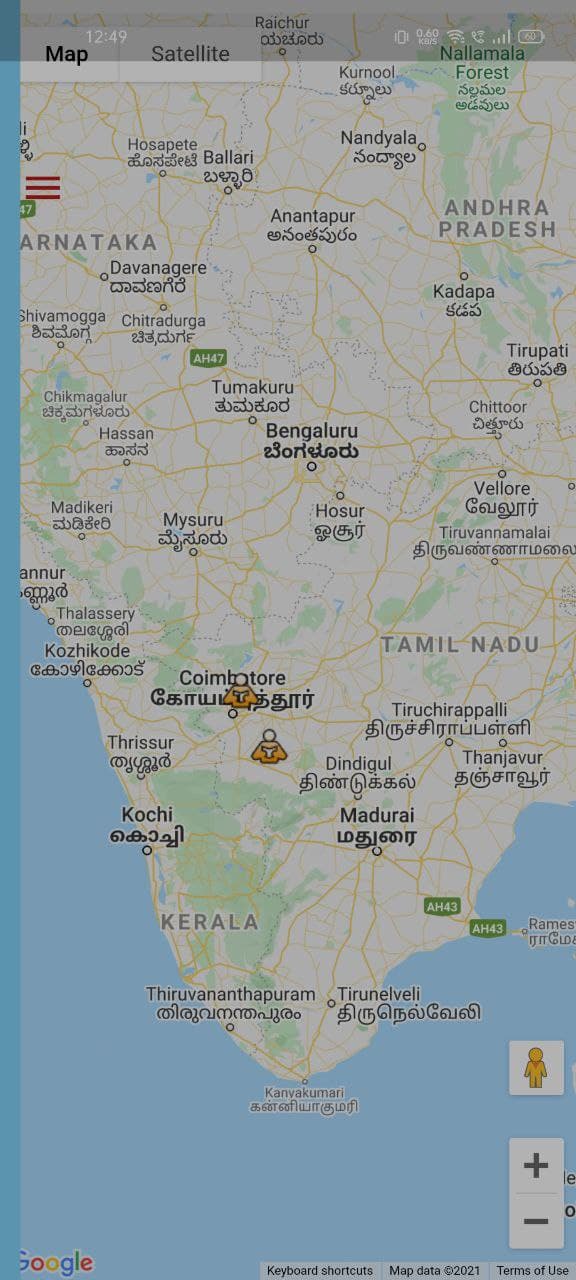 12:49
0.60
KB/S
60
Map
Satellite
Raichur
ಯಚೂರು
Nallamala
Forest
నల్లమల
అడవులు
Kurnool
కర్నూలు
Nandyala
నంద్యాల
Hosapete
ಹೊಸಪೇಟೆ
Ballari
ಬಳ್ಳಾರಿ
47
Anantapur
అనంతపురం
ANDHRA
PRADESH
ARNATAKA
Davanagere
ದಾವಣಗೆರೆ
Kadapa
కడప
Shivamogga
ಶಿವಮೊಗ್ಗ
Chitradurga
ಚಿತ್ರದುರ್ಗ
AH47
Tirupati
తిరుపతి
Tumakuru
ತುಮಕೂರ
Chikmagalur
ಚಿಕ್ಕಮಗಳೂರು
Chittoor
చిత్తూరు
Hassan
ಹಾಸನ
Bengaluru
ಬೆಂಗಳೂರು
Vellore
வேலூர்
Hosur
ஓசூர்
Madikeri
ಮಡಿಕೇರಿ
Mysuru
ಮೈಸೂರು
Tiruvannamalai
திருவண்ணாமலை
annur
ണ്ണൂർ
Thalassery
തലശ്ശേരി
TAMIL NADU
Kozhikode
കോഴിക്കോട്
Coimbatore
கோயம்புத்தூர்
Tiruchirappalli
திருச்சிராப்பள்ளி
Thrissur
തൃശ്ശൂർ
Dindigul
திண்டுக்கல்
Thanjavur
தஞ்சாவூர்
Kochi
കൊച്ചി
Madurai
மதுரை
AH43
AH43
KERALA
Rames
ராமே
Thiruvananthapuram
തിരുവനന്തപുരം
Tirunelveli
திருநெல்வேலி
Kanyakumari
கன்னியாகுமரி
+
−
Google
Keyboard shortcuts
Map data ©2021
Terms of Use